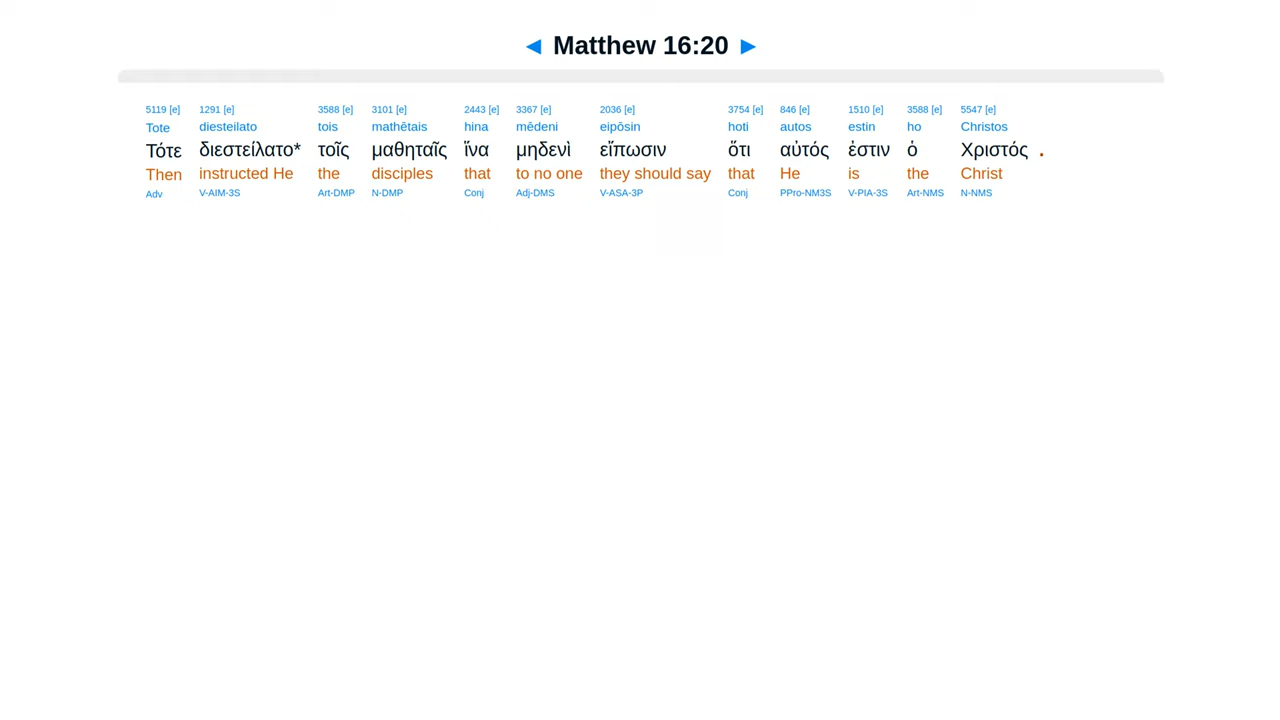 ◄ Matthew 16:20 ►
5119 [e] 1291 [e] 3588 [e] 3101 [e] 2443 [e] 3367 [e] 2036 [e] 3754 [e] 846 [e] 1510 [e] 3588 [e] 5547 [e]
Tote diesteilato tois mathētais hina mēdeni eipōsin hoti autos estin ho Christos
Τότε διεστείλατο* τοῖς μαθηταῖς ἵνα μηδενὶ εἴπωσιν ὅτι αὐτός ἐστιν ὁ Χριστός .
Then instructed He the disciples that to no one they should say that He is the Christ
Adv V-AIM-3S Art-DMP N-DMP Conj Adj-DMS V-ASA-3P Conj PPro-NM3S V-PIA-3S Art-NMS N-NMS